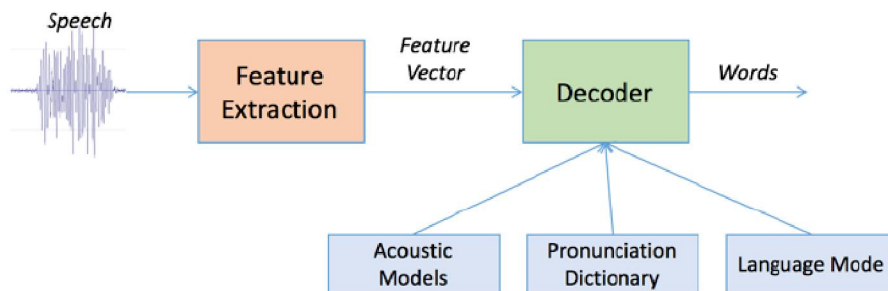 Speech
Feature
Extraction
Feature
Vector
Decoder
Words
Acoustic
Models
Pronunciation
Dictionary
Language Mode